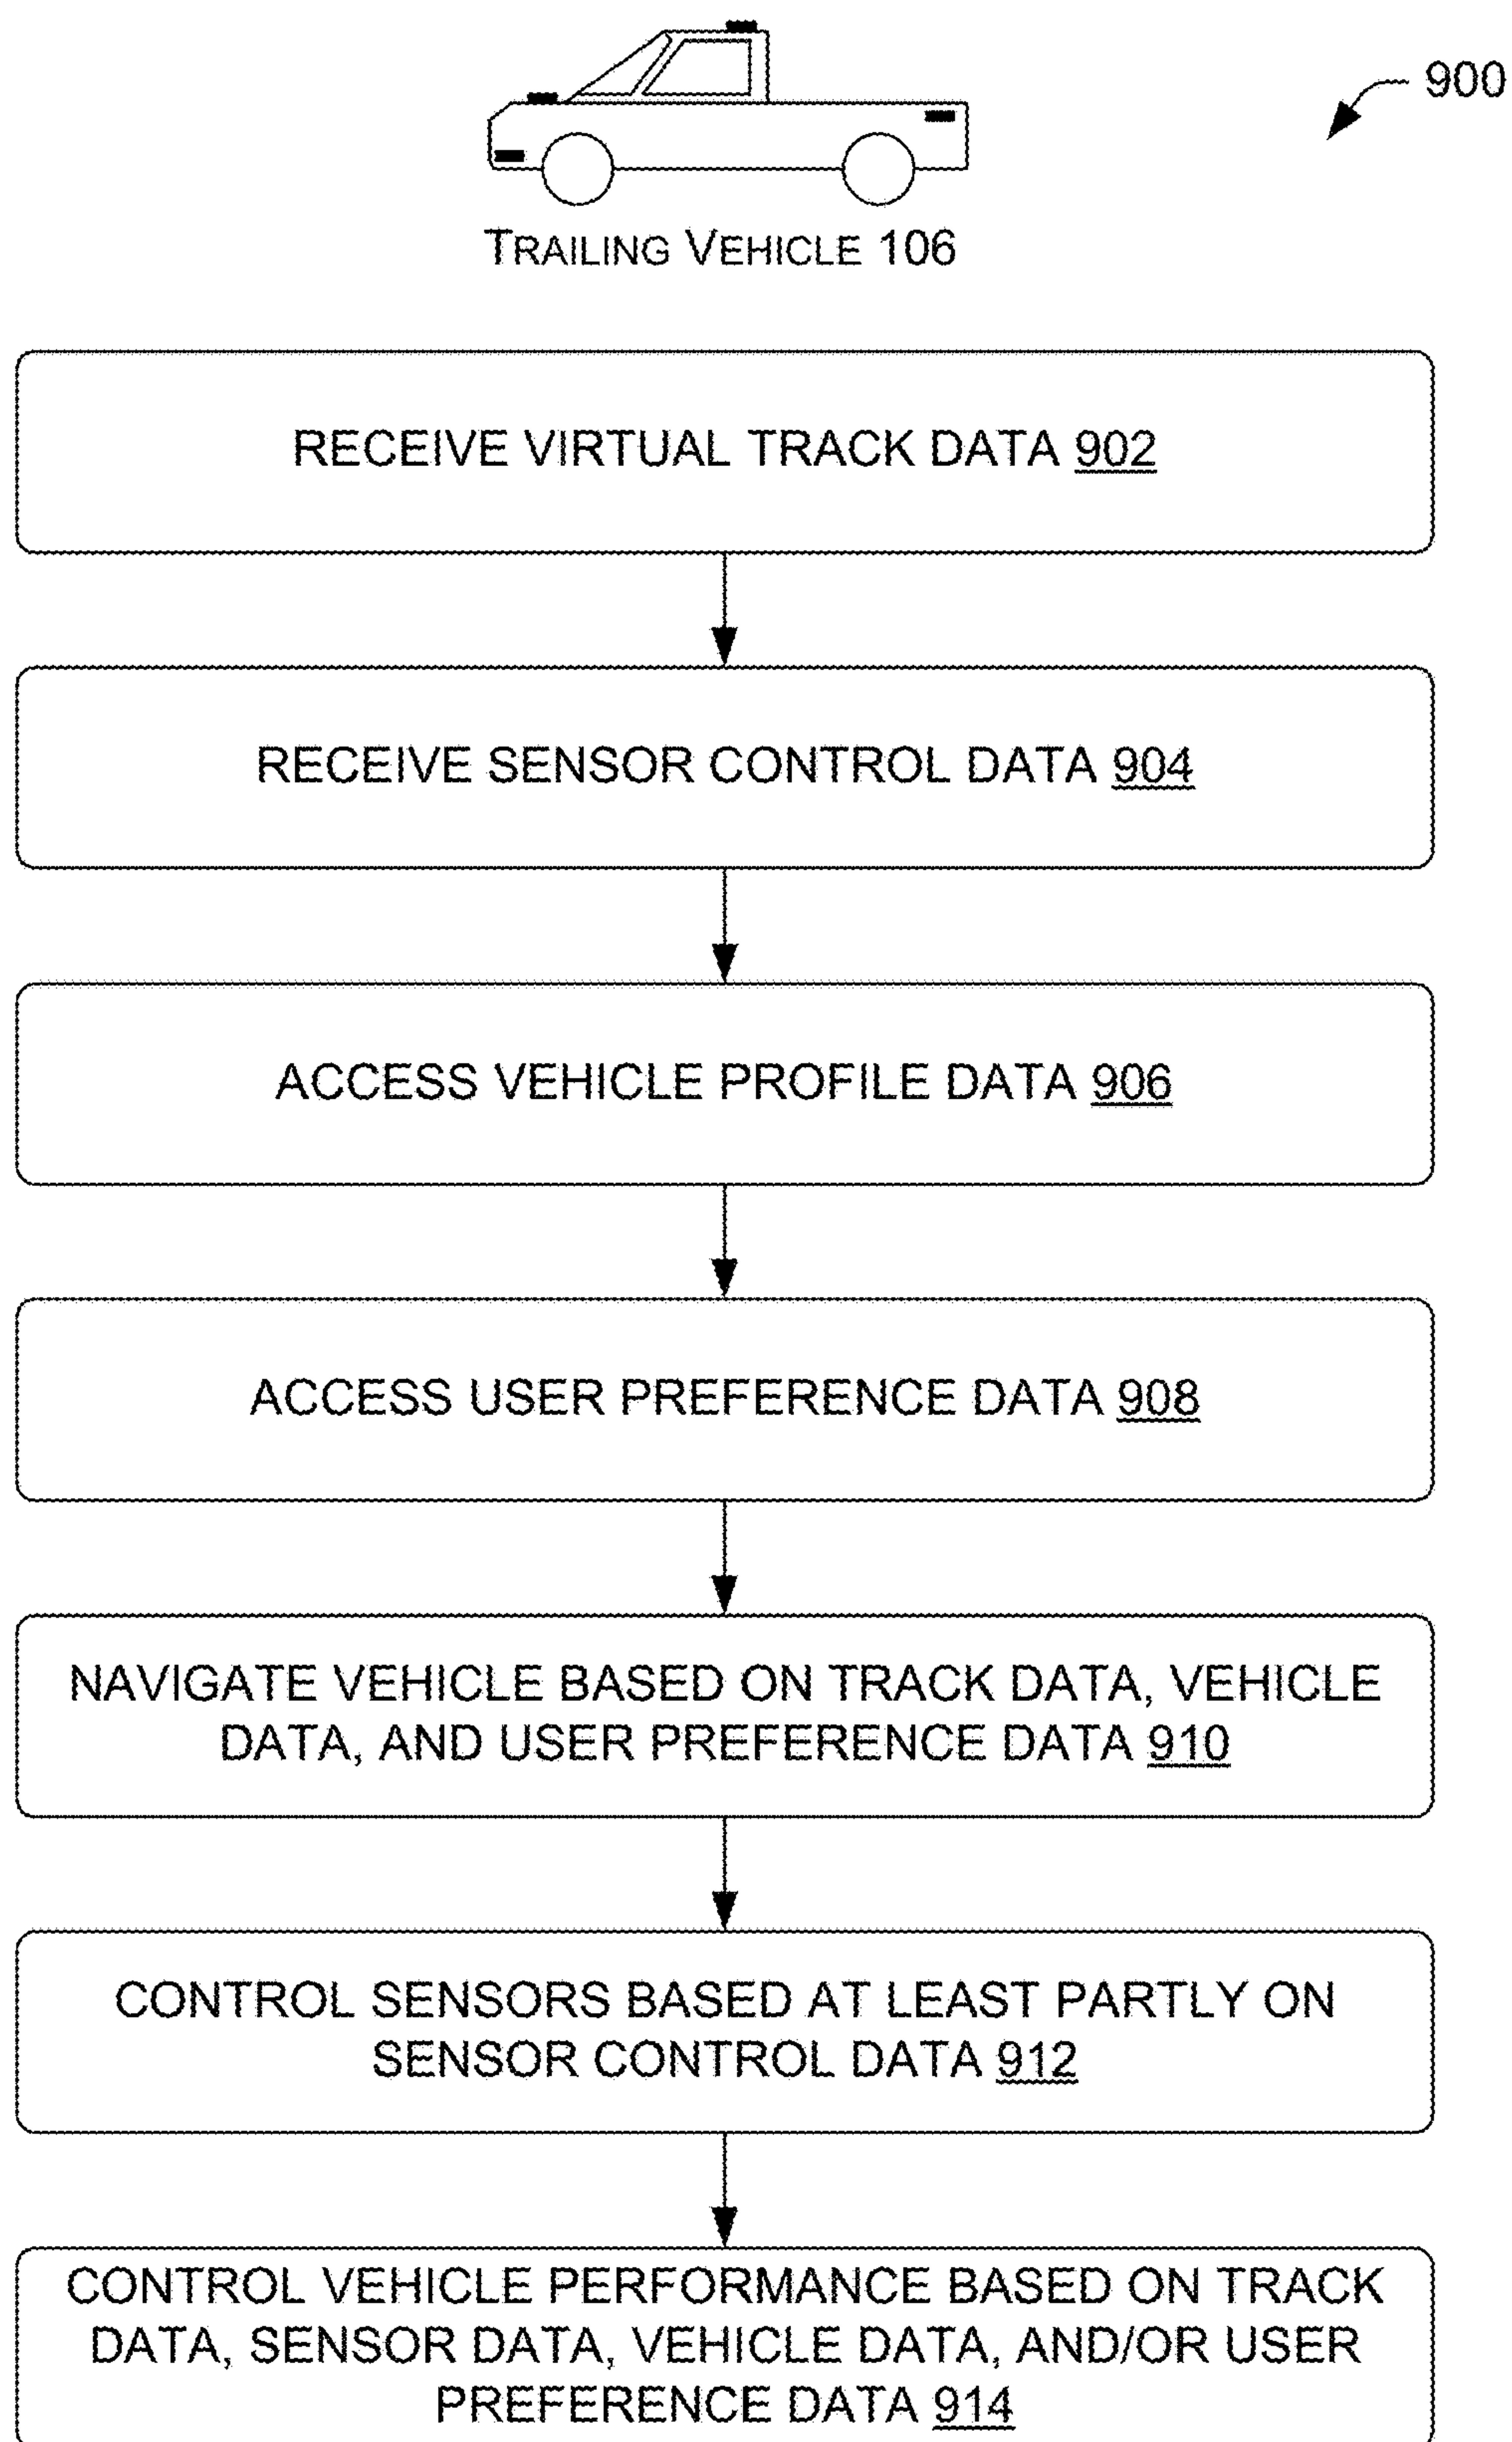 900
TRAILING VEHICLE 106
RECEIVE VIRTUAL TRACK DATA 902
RECEIVE SENSOR CONTROL DATA 904
ACCESS VEHICLE PROFILE DATA 906
ACCESS USER PREFERENCE DATA 908
NAVIGATE VEHICLE BASED ON TRACK DATA, VEHICLE
DATA, AND USER PREFERENCE DATA 910
CONTROL SENSORS BASED AT LEAST PARTLY ON
SENSOR CONTROL DATA 912
CONTROL VEHICLE PERFORMANCE BASED ON TRACK
DATA, SENSOR DATA, VEHICLE DATA, AND/OR USER
PREFERENCE DATA 914